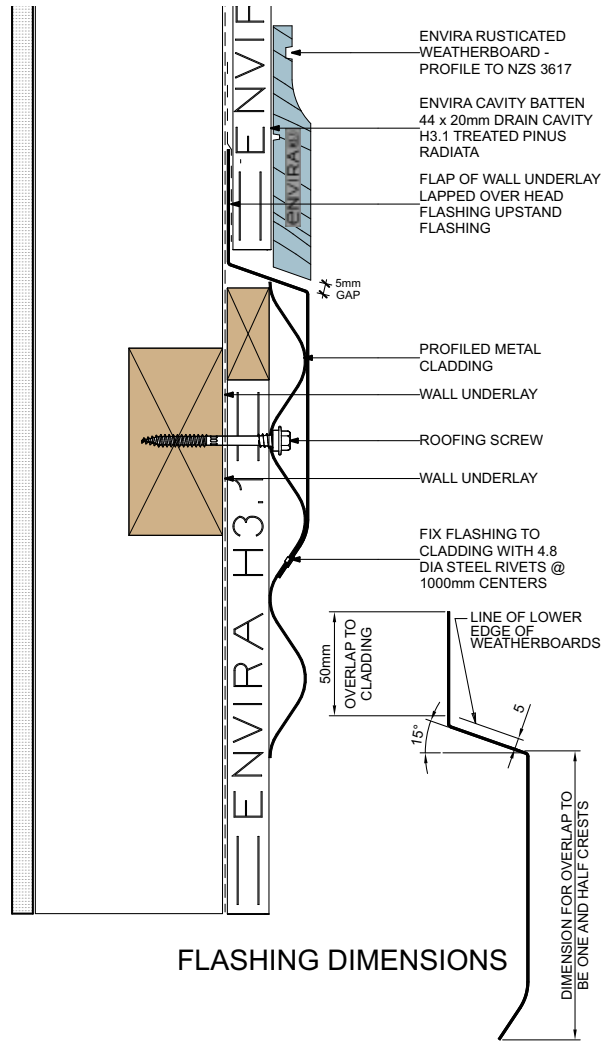 ENVIRA RUSTICATED
WEATHERBOARD -
PROFILE TO NZS 3617
ENVIRA CAVITY BATTEN
44 x 20mm DRAIN CAVITY
H3.1 TREATED PINUS
RADIATA
FLAP OF WALL UNDERLAY
LAPPED OVER HEAD
FLASHING UPSTAND
FLASHING
5mm
GAP
PROFILED METAL
CLADDING
WALL UNDERLAY
ROOFING SCREW
WALL UNDERLAY
FIX FLASHING TO
CLADDING WITH 4.8
DIA STEEL RIVETS @
1000mm CENTERS
ENVIRA
ENVIRA H3.1
LINE OF LOWER
EDGE OF
WEATHERBOARDS
50mm
OVERLAP TO
CLADDING
15°
5
DIMENSION FOR OVERLAP TO
BE ONE AND HALF CRESTS
FLASHING DIMENSIONS